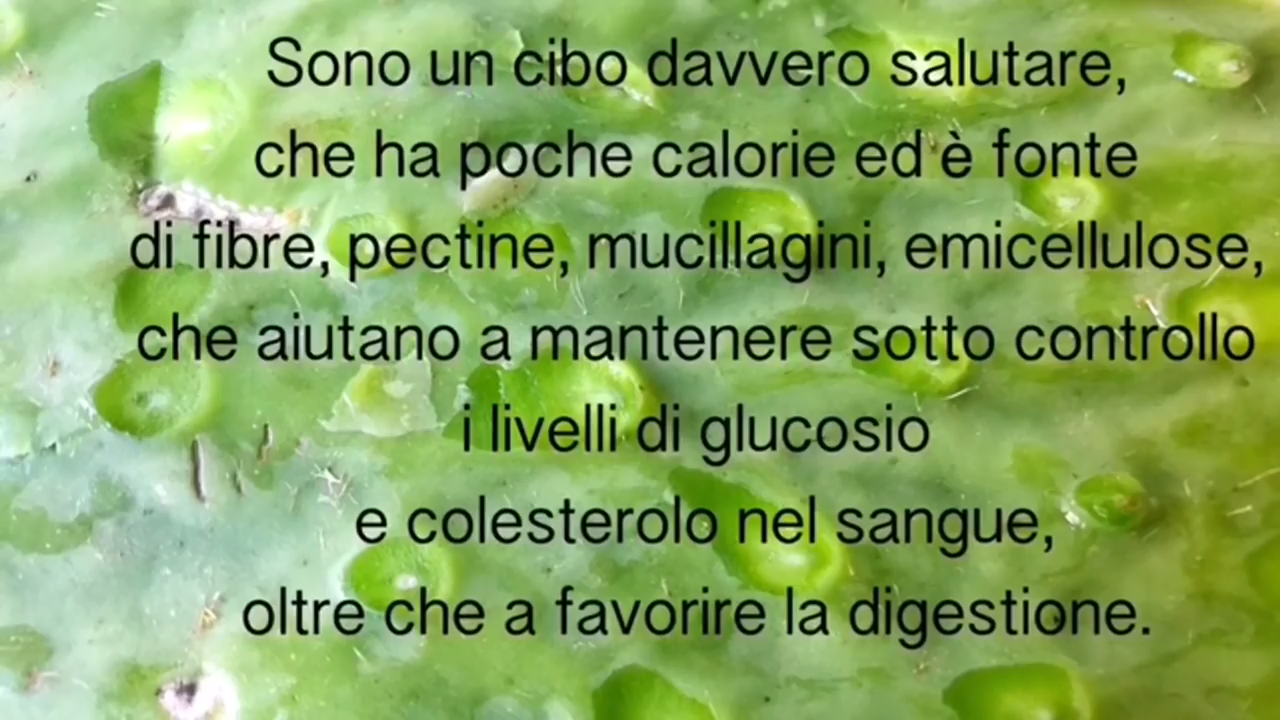 Sono un cibo davvero salutare,
che ha poche calorie ed è fonte
di fibre, pectine, mucillagini, emicellulose,
che aiutano a mantenere sotto controllo
i livelli di glucosio
e colesterolo nel sangue,
oltre che a favorire la digestione.